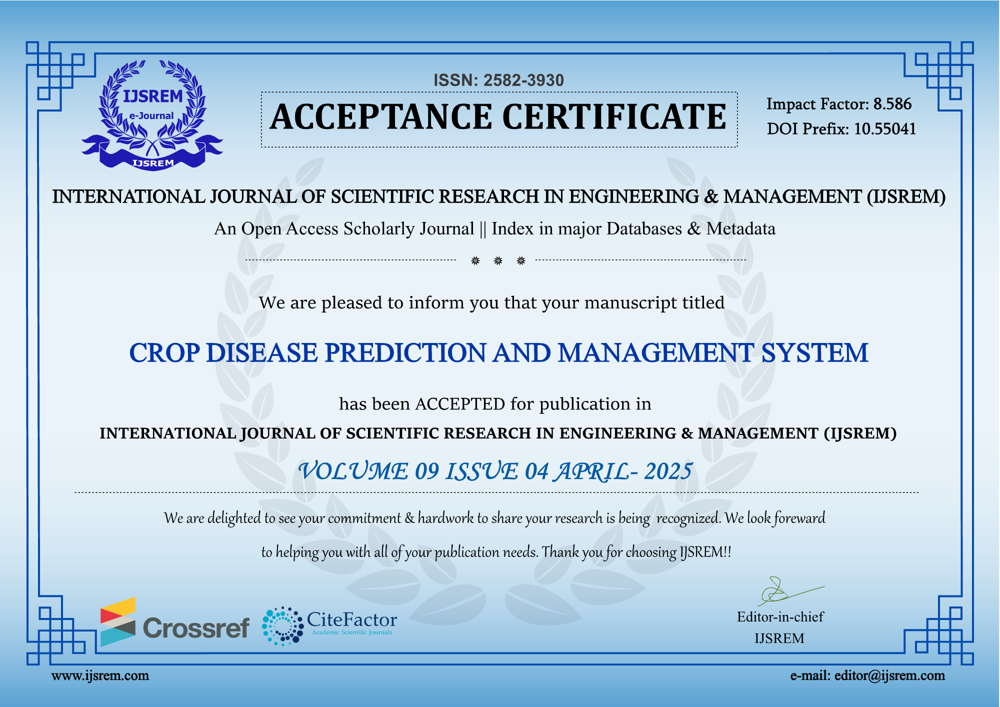 IJSREM
e-Journal
IJSREM
ISSN: 2582-3930
ACCEPTANCE CERTIFICATE
Impact Factor: 8.586
DOI Prefix: 10.55041
INTERNATIONAL JOURNAL OF SCIENTIFIC RESEARCH IN ENGINEERING & MANAGEMENT (IJSREM)
An Open Access Scholarly Journal || Index in major Databases & Metadata
We are pleased to inform you that your manuscript titled
CROP DISEASE PREDICTION AND MANAGEMENT SYSTEM
has been ACCEPTED for publication in
INTERNATIONAL JOURNAL OF SCIENTIFIC RESEARCH IN ENGINEERING & MANAGEMENT (IJSREM)
VOLUME 09 ISSUE 04 APRIL- 2025
We are delighted to see your commitment & hardwork to share your research is being recognized. We look foreward
to helping you with all of your publication needs. Thank you for choosing IJSREM!!
Crossref
CiteFactor
Academic Scientific Journals
Editor-in-chief
IJSREM
www.ijsrem.com
e-mail: editor@ijsrem.com